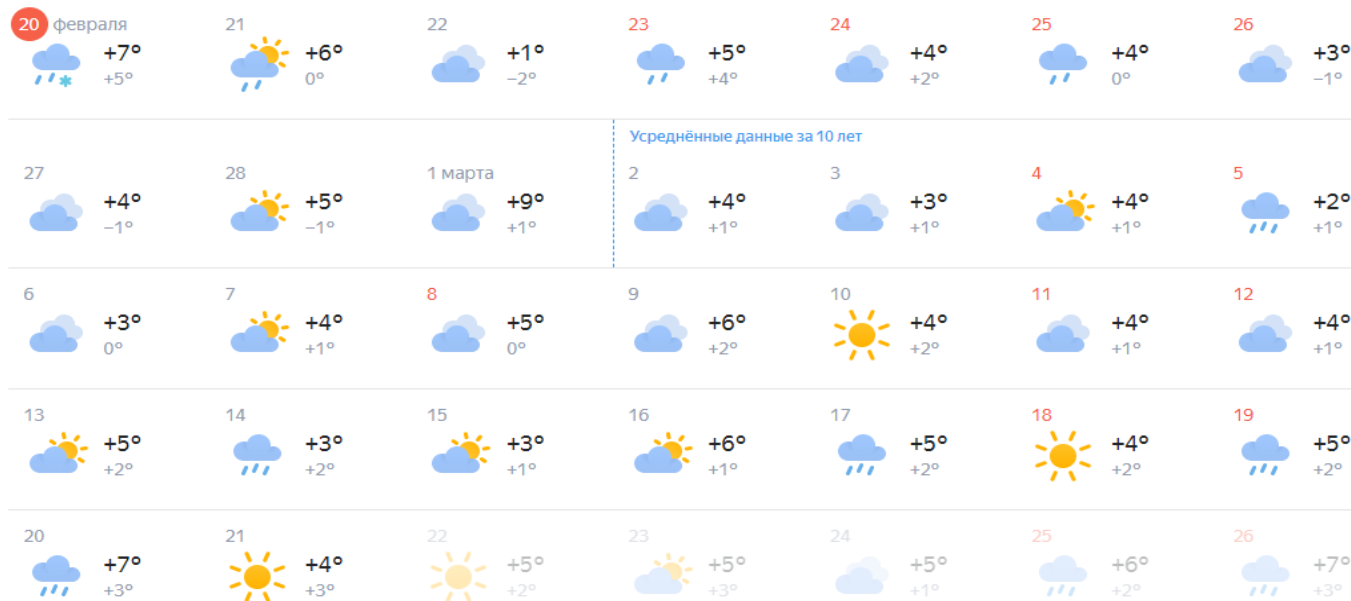 20 февраля 21 22 23 24 25 26
+7° +6° +1° +5° +4° +4° +3°
+5° 0° −2° +4° +2° 0° −1°
Усреднённые данные за 10 лет
27 28 1 марта 2 3 4 5
+4° +5° +9° +4° +3° +4° +2°
−1° −1° +1° +1° +1° +1° +1°
6 7 8 9 10 11 12
+3° +4° +5° +6° +4° +4° +4°
0° +1° 0° +2° +2° +1° +1°
13 14 15 16 17 18 19
+5° +3° +3° +6° +5° +4° +5°
+2° +2° +1° +1° +2° +2° +2°
20 21 22 23 24 25 26
+7° +4° +5° +5° +5° +6° +7°
+3° +3° +2° +3° +1° +2° +3°